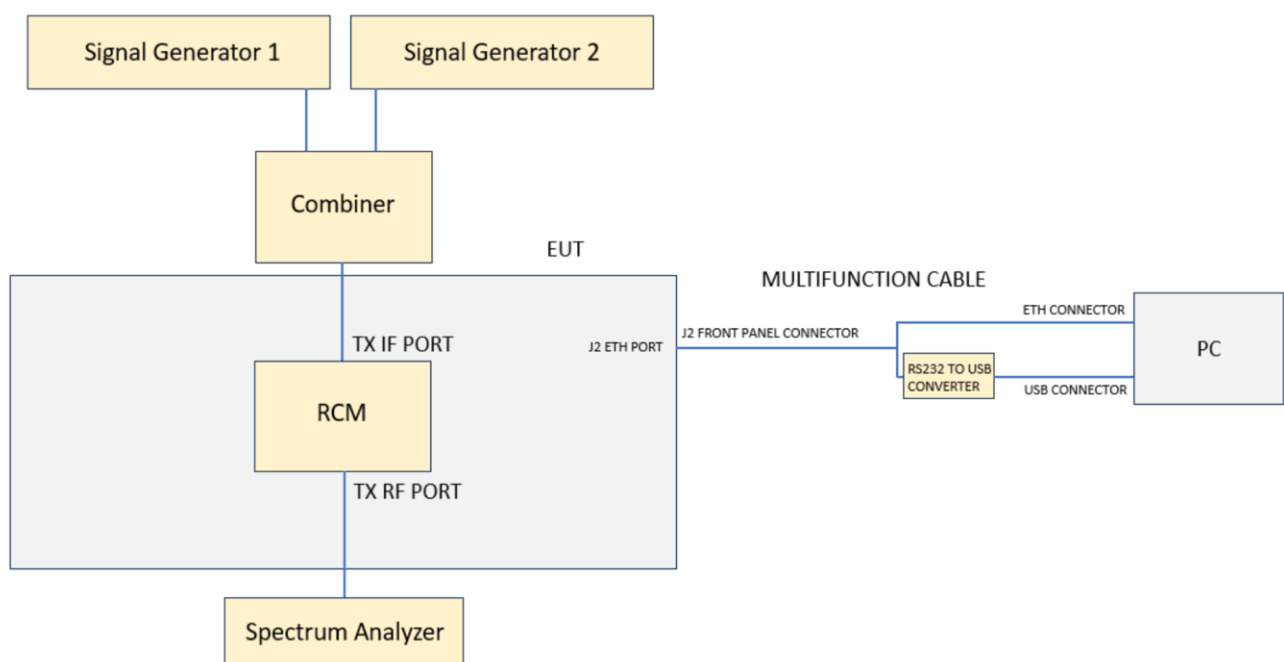 Signal Generator 1
Signal Generator 2
Combiner
EUT
MULTIFUNCTION CABLE
TX IF PORT
J2 ETH PORT
J2 FRONT PANEL CONNECTOR
ETH CONNECTOR
PC
RS232 TO USB
CONVERTER
USB CONNECTOR
RCM
TX RF PORT
Spectrum Analyzer